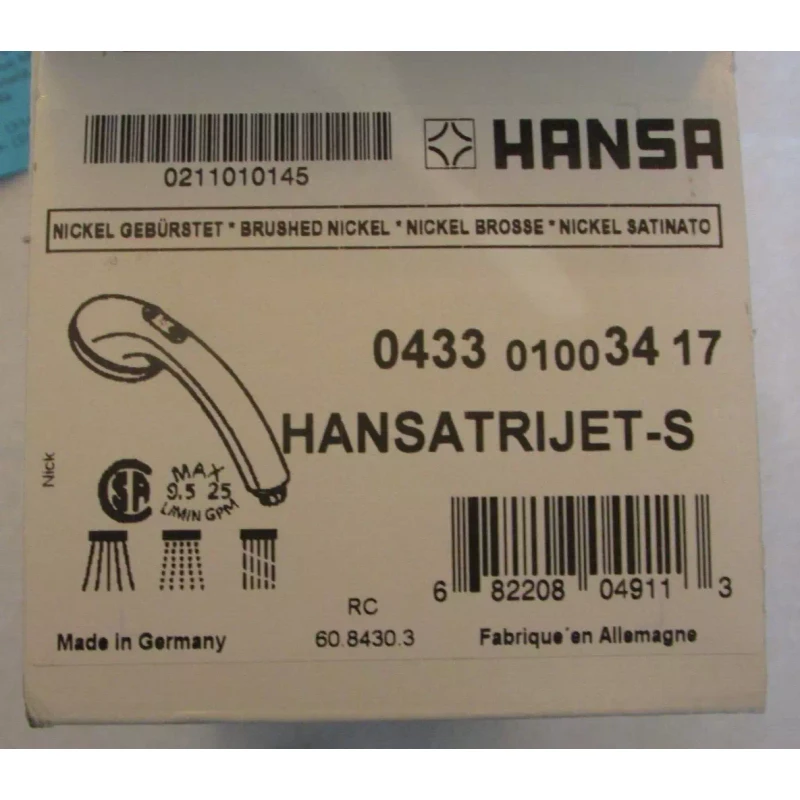 HANSA
0211010145
NICKEL GEBÜRSTET * BRUSHED NICKEL * NICKEL BROSSE * NICKEL SATINATO
0433 0100 34 17
HANSATRIJET-S
Nick
CSA
MAX
9.5 25
L/MIN GPM
6 82208 04911 3
RC
60.8430.3
Made in Germany
Fabrique´en Allemagne